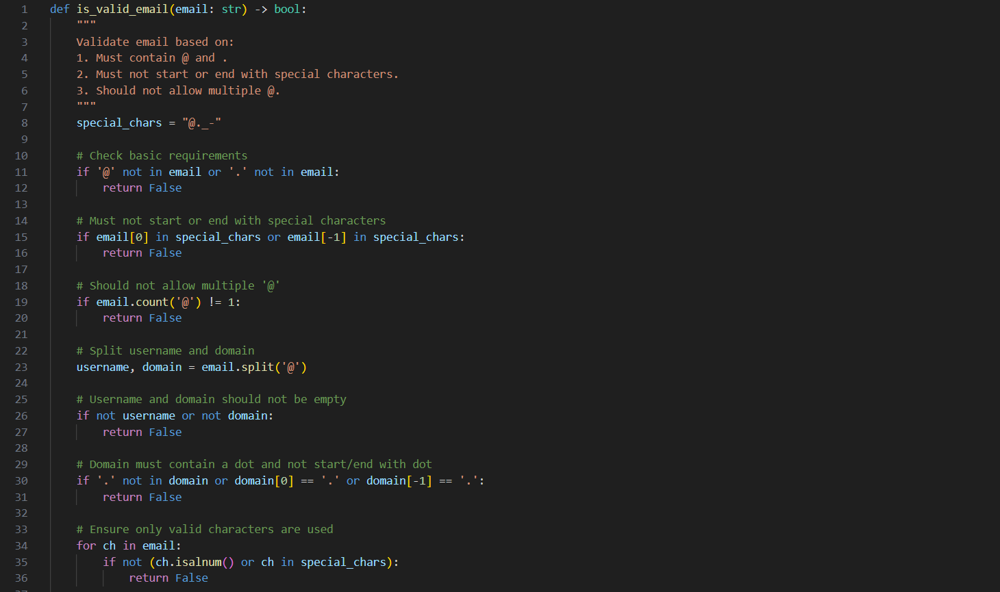 1 def is_valid_email(email: str) -> bool:
2 """
3 Validate email based on:
4 1. Must contain @ and .
5 2. Must not start or end with special characters.
6 3. Should not allow multiple @.
7 """
8 special_chars = "@._-"
9
10 # Check basic requirements
11 if '@' not in email or '.' not in email:
12 return False
13
14 # Must not start or end with special characters
15 if email[0] in special_chars or email[-1] in special_chars:
16 return False
17
18 # Should not allow multiple '@'
19 if email.count('@') != 1:
20 return False
21
22 # Split username and domain
23 username, domain = email.split('@')
24
25 # Username and domain should not be empty
26 if not username or not domain:
27 return False
28
29 # Domain must contain a dot and not start/end with dot
30 if '.' not in domain or domain[0] == '.' or domain[-1] == '.':
31 return False
32
33 # Ensure only valid characters are used
34 for ch in email:
35 if not (ch.isalnum() or ch in special_chars):
36 return False